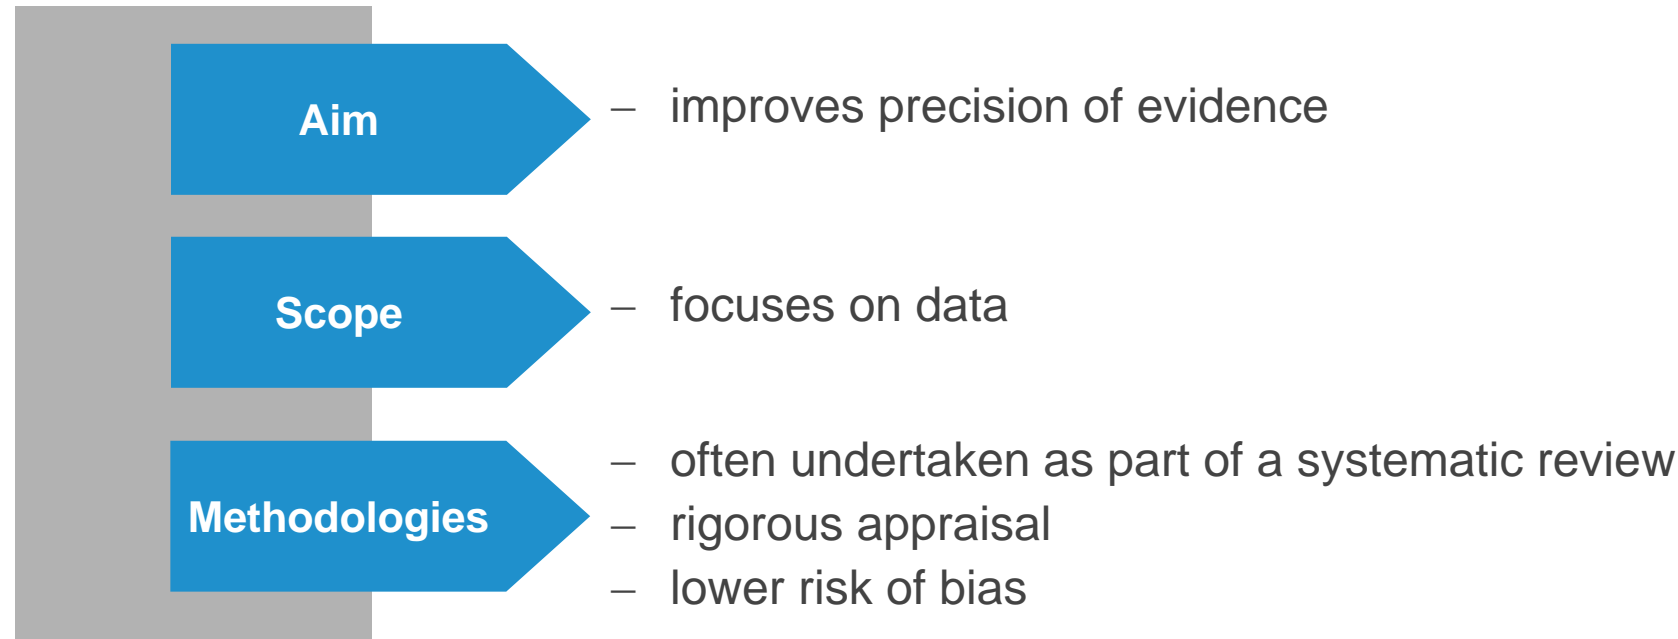 Aim
– improves precision of evidence
Scope
– focuses on data
Methodologies
– often undertaken as part of a systematic review
– rigorous appraisal
– lower risk of bias